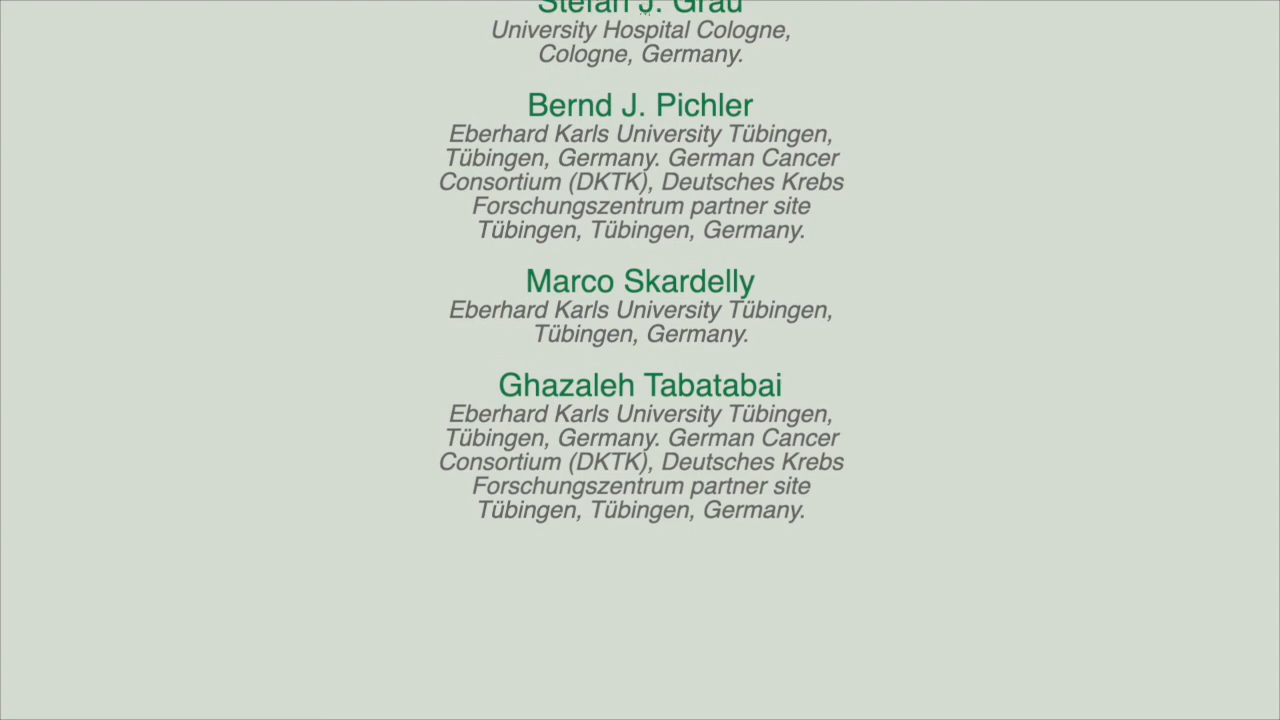 Stefan J. Grau
University Hospital Cologne,
Cologne, Germany.
Bernd J. Pichler
Eberhard Karls University Tübingen,
Tübingen, Germany. German Cancer
Consortium (DKTK), Deutsches Krebs
Forschungszentrum partner site
Tübingen, Tübingen, Germany.
Marco Skardelly
Eberhard Karls University Tübingen,
Tübingen, Germany.
Ghazaleh Tabatabai
Eberhard Karls University Tübingen,
Tübingen, Germany. German Cancer
Consortium (DKTK), Deutsches Krebs
Forschungszentrum partner site
Tübingen, Tübingen, Germany.